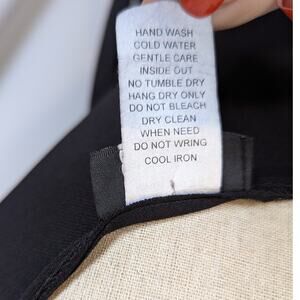 HAND WASH
COLD WATER
GENTLE CARE
INSIDE OUT
NO TUMBLE DRY
HANG DRY ONLY
DO NOT BLEACH
DRY CLEAN
WHEN NEED
DO NOT WRING
COOL IRON